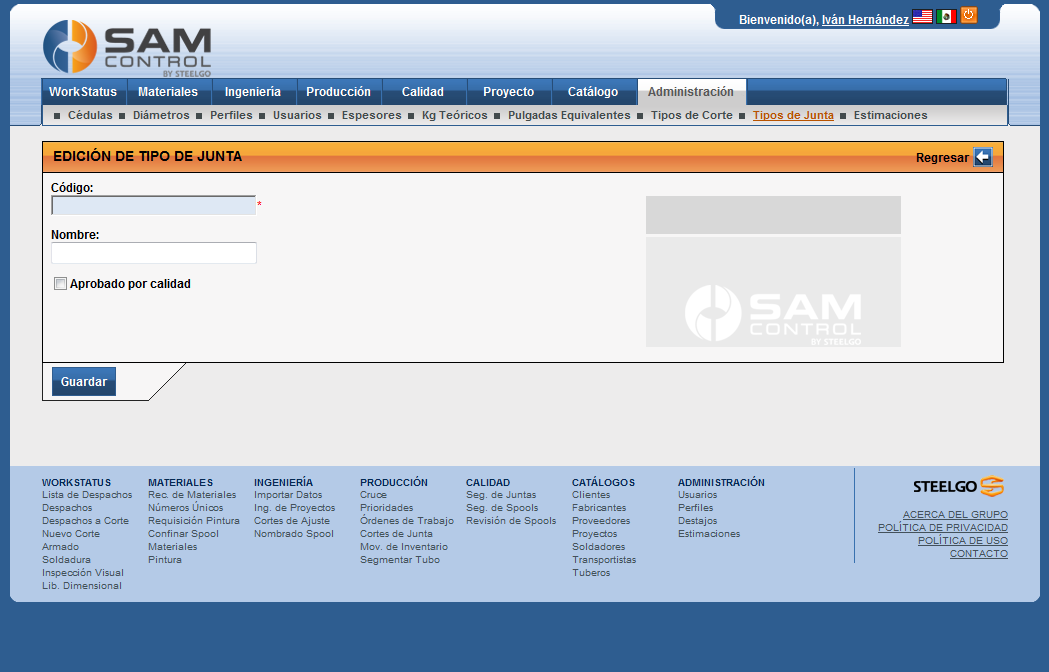 Bienvenido(a), Iván Hernández
SAM
CONTROL
BY STEELGO
WorkStatus Materiales Ingeniería Producción Calidad Proyecto Catálogo Administración
Cédulas Diámetros Perfiles Usuarios Espesores Kg Teóricos Pulgadas Equivalentes Tipos de Corte Tipos de Junta Estimaciones
EDICIÓN DE TIPO DE JUNTA Regresar
Código:
*
Nombre:
Aprobado por calidad
SAM
CONTROL
BY STEELGO
Guardar
WORKSTATUS
Lista de Despachos
Despachos
Despachos a Corte
Nuevo Corte
Armado
Soldadura
Inspección Visual
Lib. Dimensional
MATERIALES
Rec. de Materiales
Números Únicos
Requisición Pintura
Confinar Spool
Materiales
Pintura
INGENIERÍA
Importar Datos
Ing. de Proyectos
Cortes de Ajuste
Nombrado Spool
PRODUCCIÓN
Cruce
Prioridades
Órdenes de Trabajo
Cortes de Junta
Mov. de Inventario
Segmentar Tubo
CALIDAD
Seg. de Juntas
Seg. de Spools
Revisión de Spools
CATÁLOGOS
Clientes
Fabricantes
Proveedores
Proyectos
Soldadores
Transportistas
Tuberos
ADMINISTRACIÓN
Usuarios
Perfiles
Destajos
Estimaciones
STEELGO
ACERCA DEL GRUPO
POLÍTICA DE PRIVACIDAD
POLÍTICA DE USO
CONTACTO